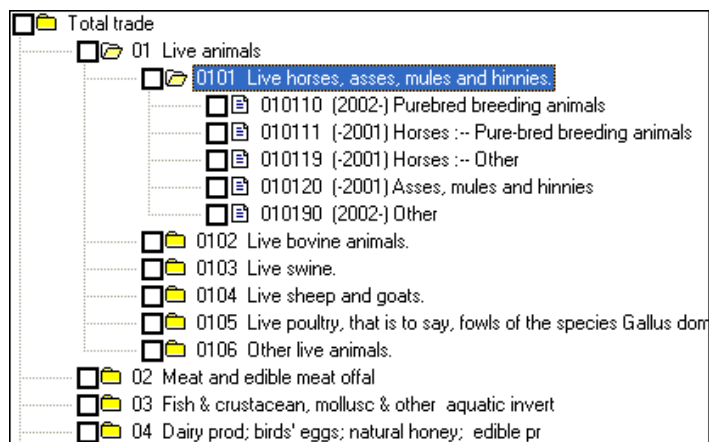 Total trade
01 Live animals
0101 Live horses, asses, mules and hinnies.
010110 (2002-) Purebred breeding animals
010111 (-2001) Horses :-- Pure-bred breeding animals
010119 (-2001) Horses :-- Other
010120 (-2001) Asses, mules and hinnies
010190 (2002-) Other
0102 Live bovine animals.
0103 Live swine.
0104 Live sheep and goats.
0105 Live poultry, that is to say, fowls of the species Gallus dom
0106 Other live animals.
02 Meat and edible meat offal
03 Fish & crustacean, mollusc & other aquatic invert
04 Dairy prod; birds' eggs; natural honey; edible pr